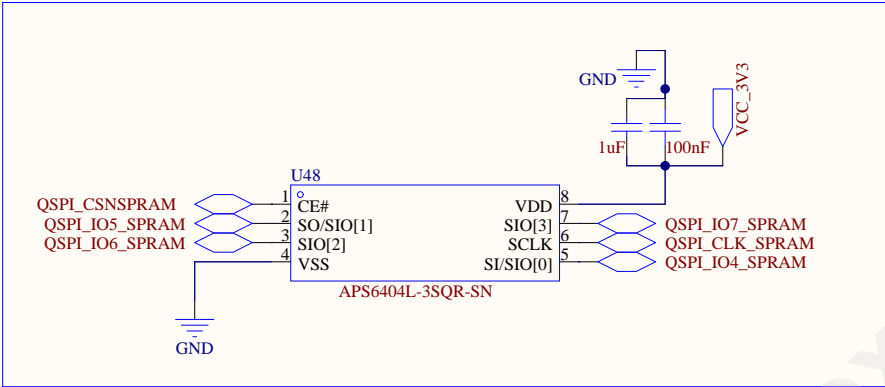 GND
VCC_3V3
1uF
100nF
U48
QSPI_CSNSPRAM
1
CE#
VDD
8
QSPI_IO5_SPRAM
2
SO/SIO[1]
SIO[3]
7
QSPI_IO7_SPRAM
QSPI_IO6_SPRAM
3
SIO[2]
SCLK
6
QSPI_CLK_SPRAM
4
VSS
SI/SIO[0]
5
QSPI_IO4_SPRAM
APS6404L-3SQR-SN
GND